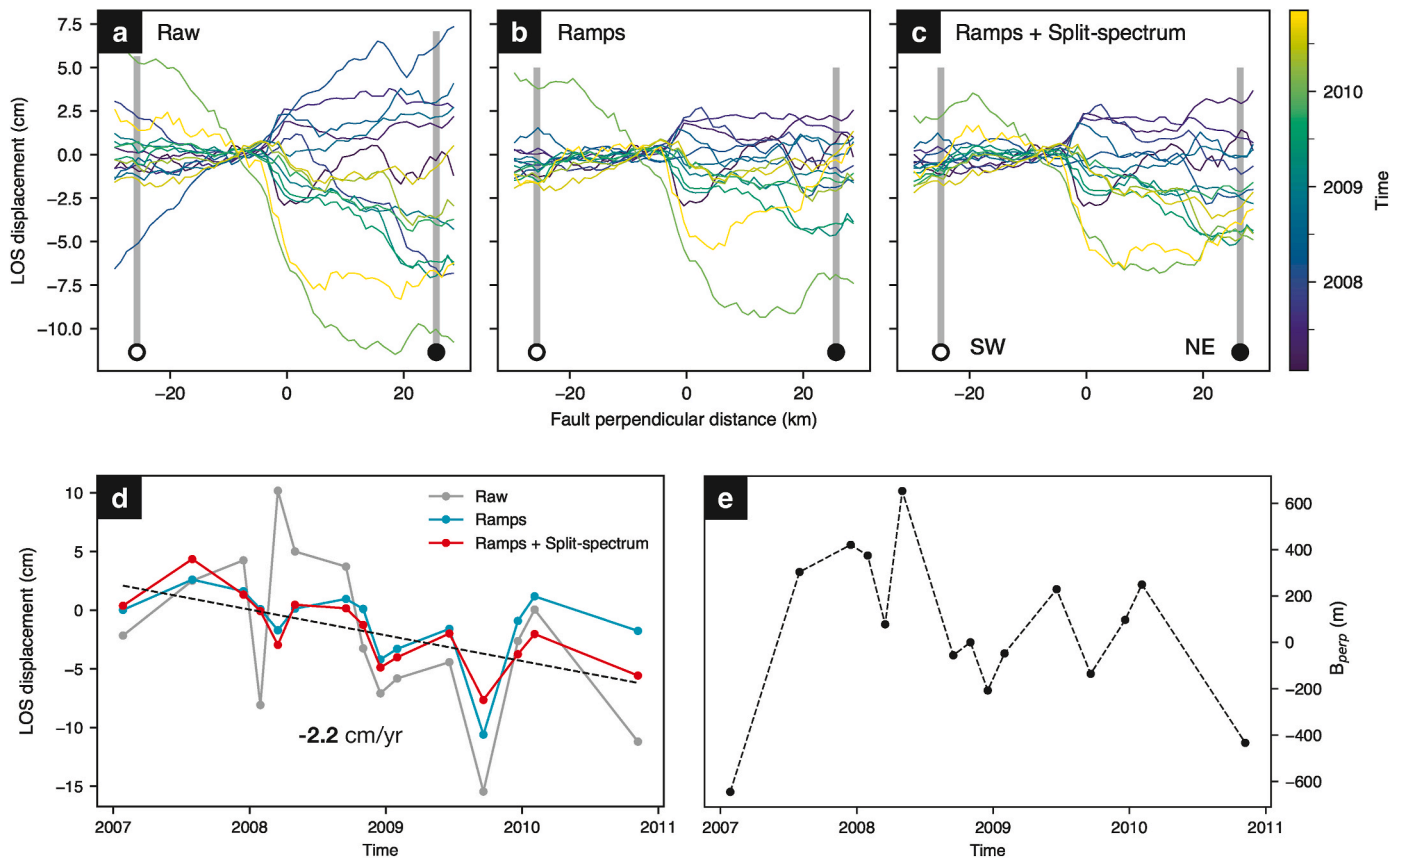 a Raw
b Ramps
c Ramps + Split-spectrum
7.5
5.0
2.5
0.0
−2.5
−5.0
−7.5
−10.0
LOS displacement (cm)
SW
NE
−20 0 20
−20 0 20
−20 0 20
Fault perpendicular distance (km)
2010
2009
2008
Time
d
Raw
Ramps
Ramps + Split-spectrum
10
5
0
−5
−10
−15
LOS displacement (cm)
-2.2 cm/yr
2007 2008 2009 2010 2011
Time
e
600
400
200
0
−200
−400
−600
Bperp (m)
2007 2008 2009 2010 2011
Time